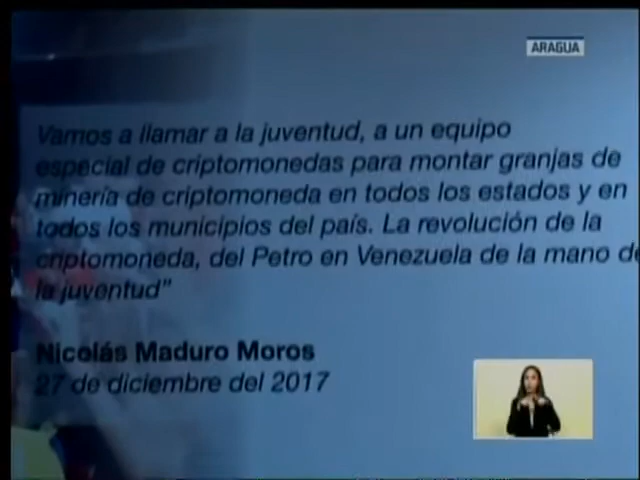 ARAGUA
Vamos a llamar a la juventud, a un equipo
especial de criptomonedas para montar granjas de
minería de criptomoneda en todos los estados y en
todos los municipios del país. La revolución de la
criptomoneda, del Petro en Venezuela de la mano de
la juventud"
Nicolás Maduro Moros
27 de diciembre del 2017